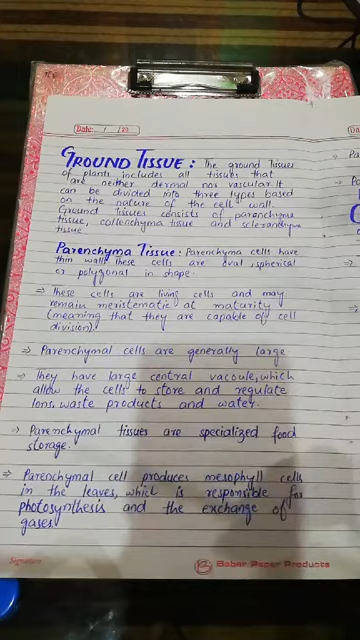 Date: / /20
GROUND TISSUE: The ground tissues
of plants includes all tissues that
are neither dermal nor vascular. It
can be divided into three types based
on the nature of the cell wall.
Ground tissues consists of parenchyma
tissue, collenchyma tissue and sclerenchyma
tissue.
Parenchyma Tissue: Parenchyma cells have
thin wall, these cells are oval, spherical
or polygonal in shape.
⇒ These cells are living cells and may
remain meristematic at maturity
(meaning that they are capable of cell
division).
⇒ Parenchymal cells are generally large
⇒ They have large central vacoule, which
allow the cells to store and regulate
Ions, waste products and water.
⇒ Parenchymal tissues are specialized food
storage.
⇒ Parenchymal cell produces mesophyll cells
in the leaves, which is responsible for
photosynthesis and the exchange of
gases.
Signature
Babar Paper Products